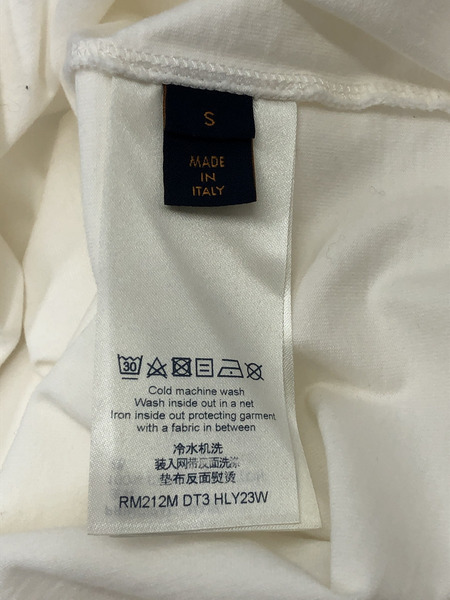 S
MADE
IN
ITALY
30
Cold machine wash
Wash inside out in a net
Iron inside out protecting garment
with a fabric in between
冷水机洗
装入网带反面洗涤
垫布反面熨烫
RM212M DT3 HLY23W